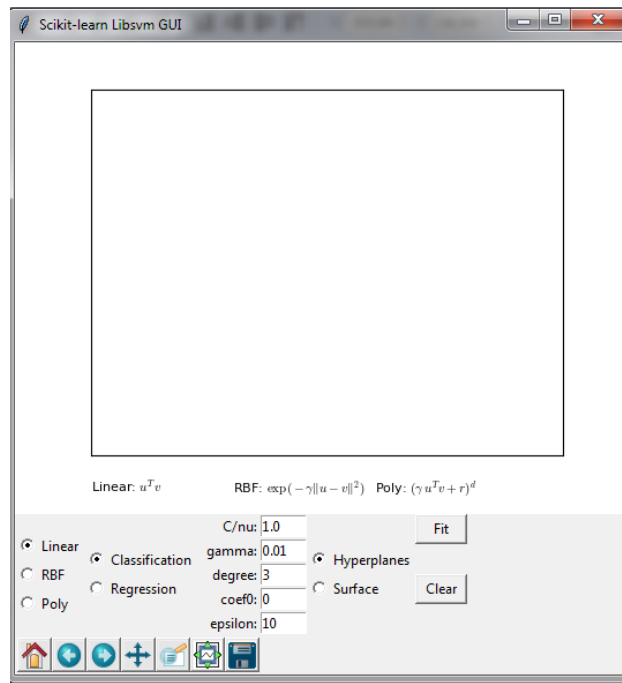 Scikit-learn Libsvm GUI
Linear: $u^T v$ RBF: $\exp(-\gamma \|u-v\|^2)$ Poly: $(\gamma\, u^T v + r)^d$
C/nu: 1.0 Fit
Linear Classification gamma: 0.01 Hyperplanes
RBF Regression degree: 3 Surface Clear
Poly coef0: 0
epsilon: 10